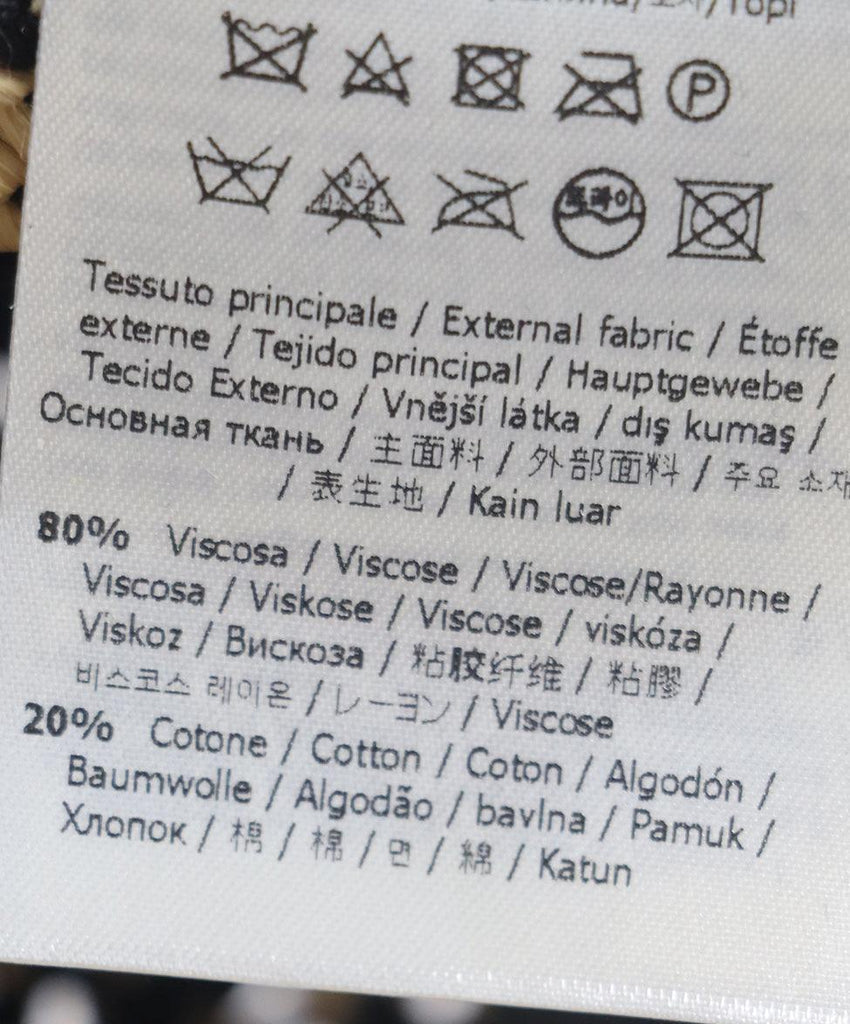 /Topi
P
드라이
Tessuto principale / External fabric / Étoffe
externe / Tejido principal / Hauptgewebe /
Tecido Externo / Vnější látka / dış kumaş /
Основная ткань / 主面料 / 外部面料 / 주요 소재
/ 表生地 / Kain luar
80% Viscosa / Viscose / Viscose/Rayonne /
Viscosa / Viskose / Viscose / viskóza /
Viskoz / Вискоза / 粘胶纤维 / 粘膠 /
비스코스 레이온 / レーヨン / Viscose
20% Cotone / Cotton / Coton / Algodón /
Baumwolle / Algodão / bavlna / Pamuk /
Хлопок / 棉 / 棉 / 면 / 綿 / Katun